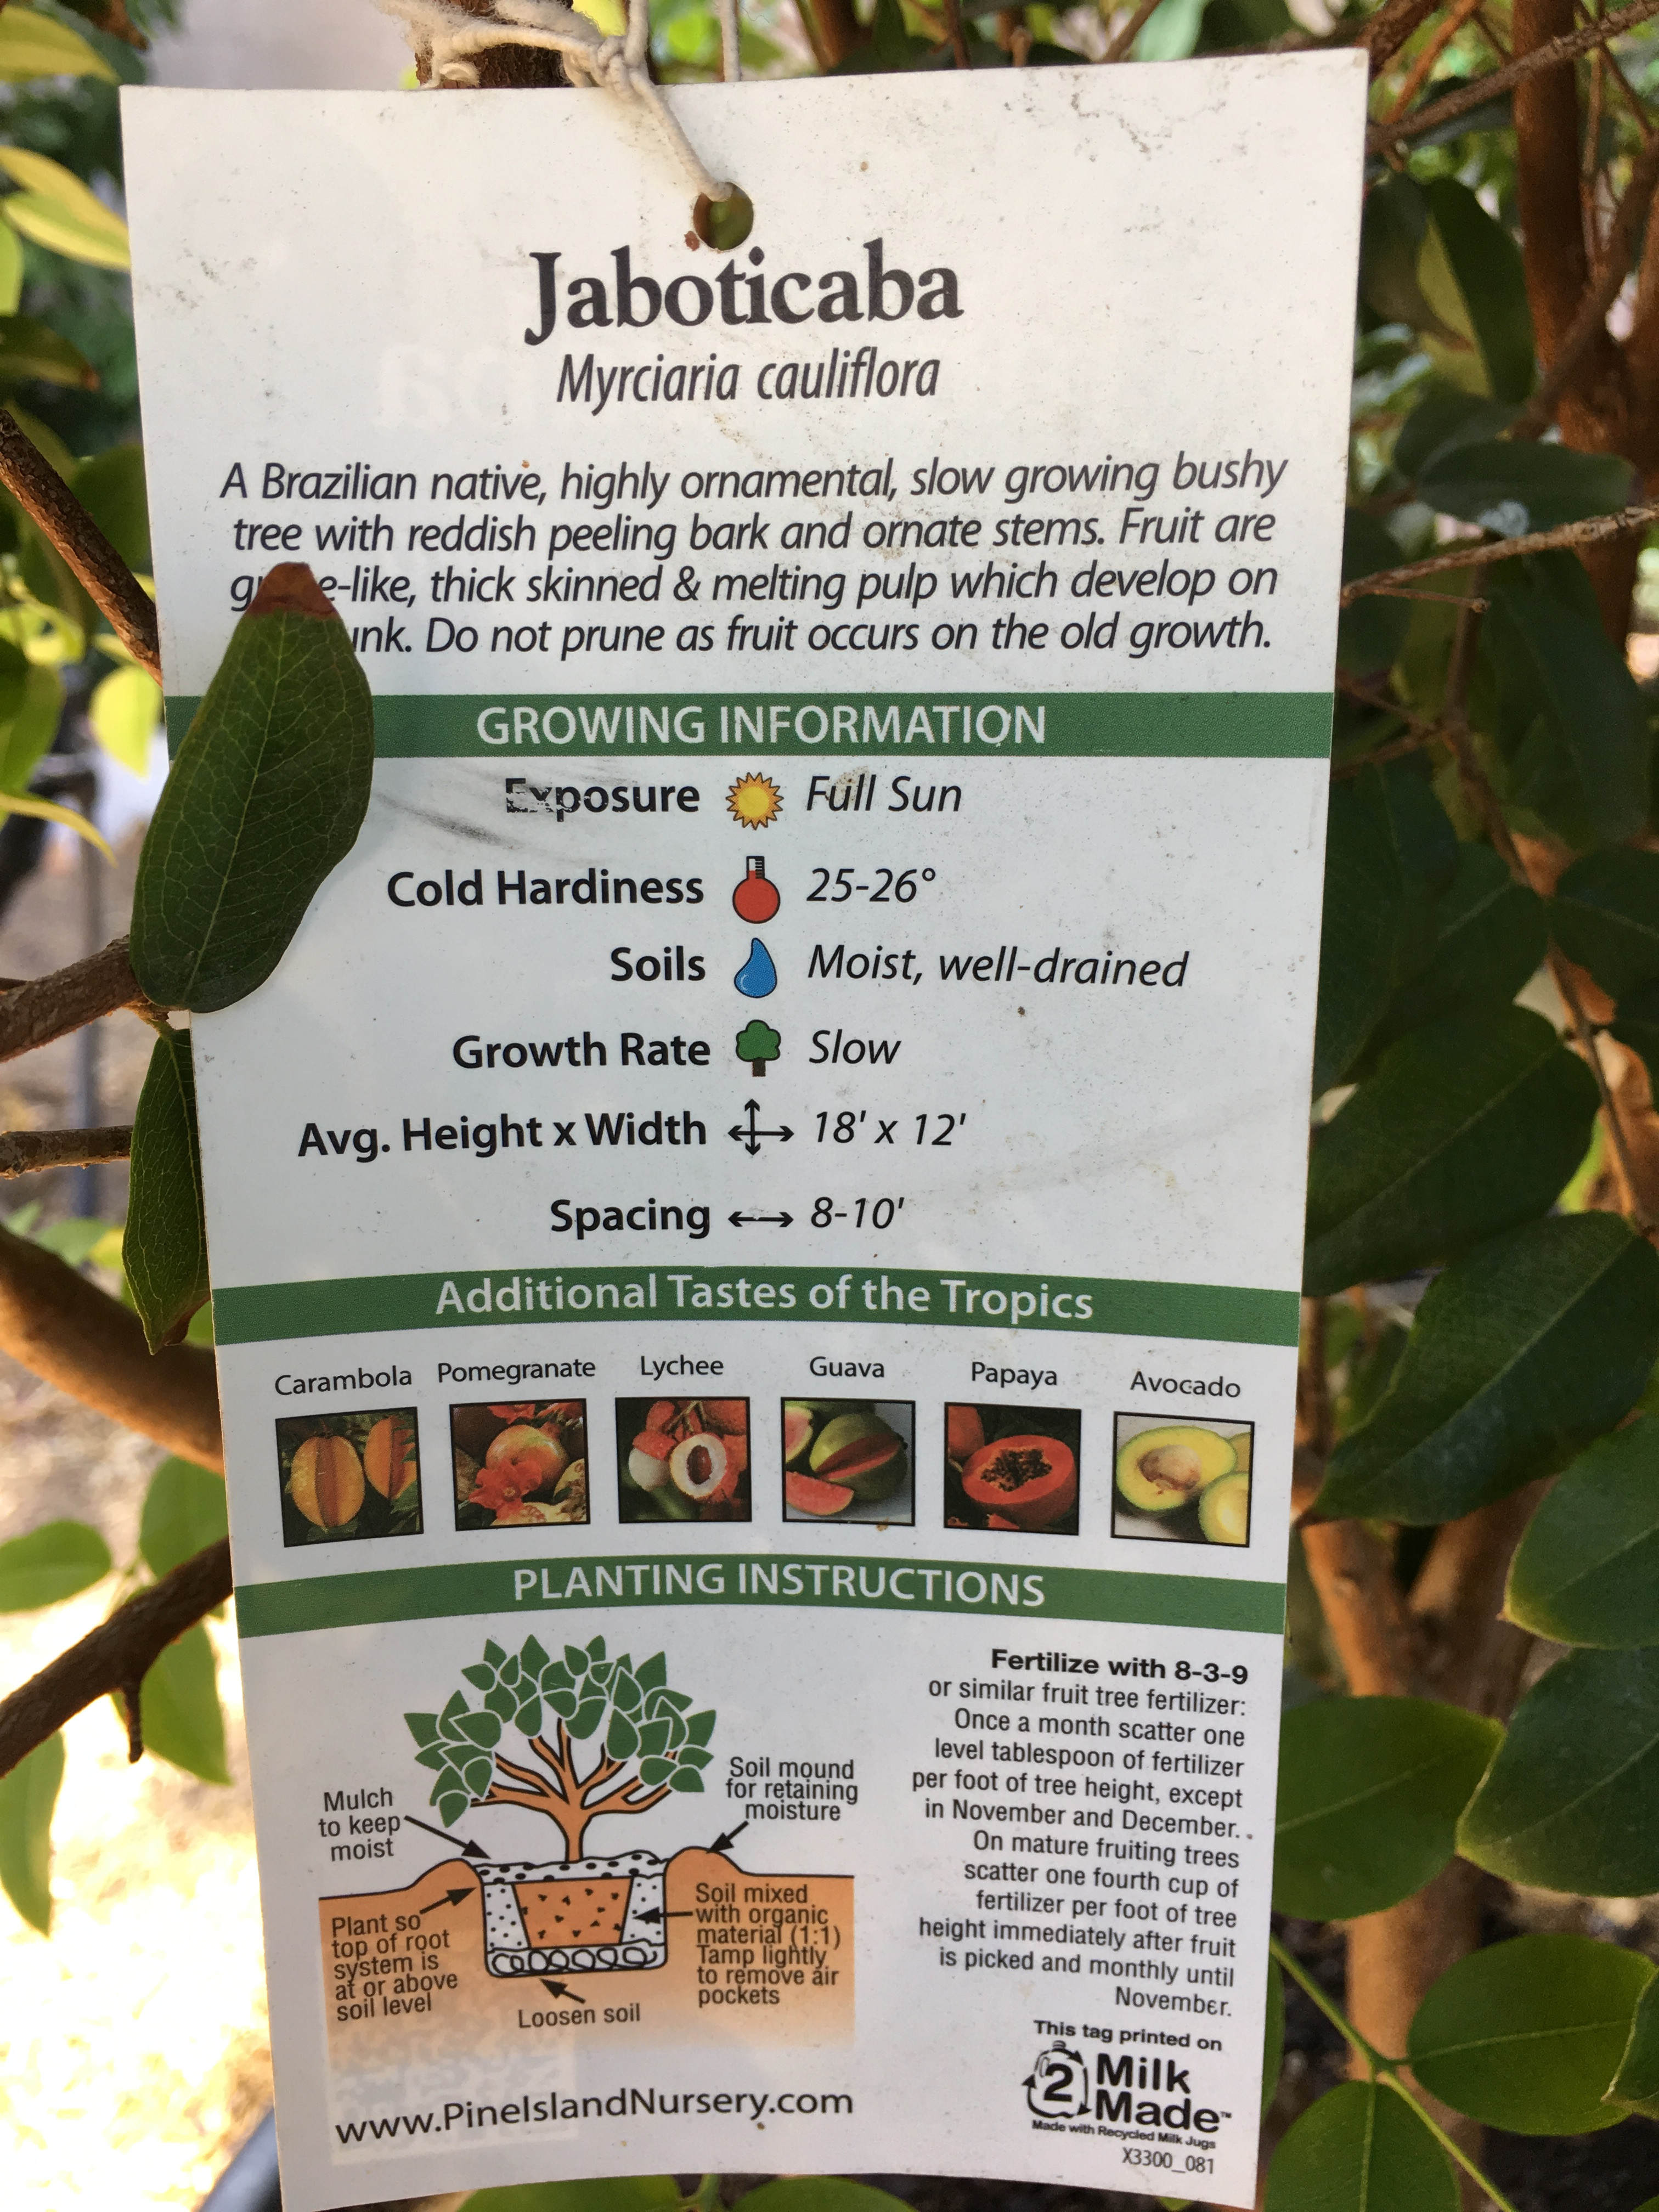 Jaboticaba
Myrciaria cauliflora
A Brazilian native, highly ornamental, slow growing bushy
tree with reddish peeling bark and ornate stems. Fruit are
thick skinned & melting pulp which develop on
Do not prune as fruit occurs on the old growth.
GROWING INFORMATION
Exposure Full Sun
Cold Hardiness 25-26°
Soils Moist, well-drained
Growth Rate Slow
Avg. Height x Width 18' x 12'
Spacing 8-10'
Additional Tastes of the Tropics
Carambola Pomegranate Lychee Guava Papaya Avocado
PLANTING INSTRUCTIONS
Mulch
to keep
moist
Soil mound
for retaining
moisture
Plant so
top of root
system is
at or above
soil level
Soil mixed
with organic
material (1:1)
Tamp lightly
to remove air
pockets
Loosen soil
Fertilize with 8-3-9
or similar fruit tree fertilizer:
Once a month scatter one
level tablespoon of fertilizer
per foot of tree height, except
in November and December.
On mature fruiting trees
scatter one fourth cup of
fertilizer per foot of tree
height immediately after fruit
is picked and monthly until
November.
www.PineIslandNursery.com
This tag printed on
2 Milk
Made™
Made with Recycled Milk Jugs
X3300_081